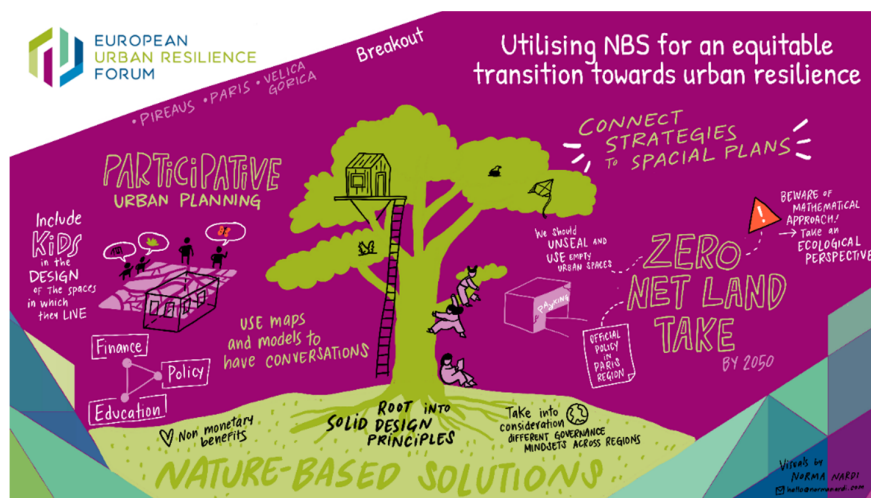 EUROPEAN
URBAN RESILIENCE
FORUM
• PIREAUS • PARIS • VELICA
GORICA
Breakout
Utilising NBS for an equitable
transition towards urban resilience
CONNECT
STRATEGIES
to SPACIAL PLANS
PARTICIPATIVE
URBAN PLANNING
Include
KiDS
in the
DESIGN
of the SPACES
in which
they LIVE
USE MAPS
and MODELS to
have CONVERSATIONS
Finance
Policy
Education
We should
UNSEAL AND
USE EMPTY
URBAN SPACES
PARKING
!
BEWARE OF
MATHEMATICAL
APPROACH!
→ Take an
ECOLOGICAL
PERSPECTIVE
ZERO
NET LAND
TAKE
BY 2050
OFFICIAL
POLICY
IN
PARIS
REGION
Non monetary
benefits
ROOT INTO
SOLID DESIGN
PRINCIPLES
Take into
consideration
DIFFERENT GOVERNANCE
MINDSETS ACROSS REGIONS
NATURE-BASED SOLUTIONS
Visuals by
NORMA NARDI
hello@normanardi.com